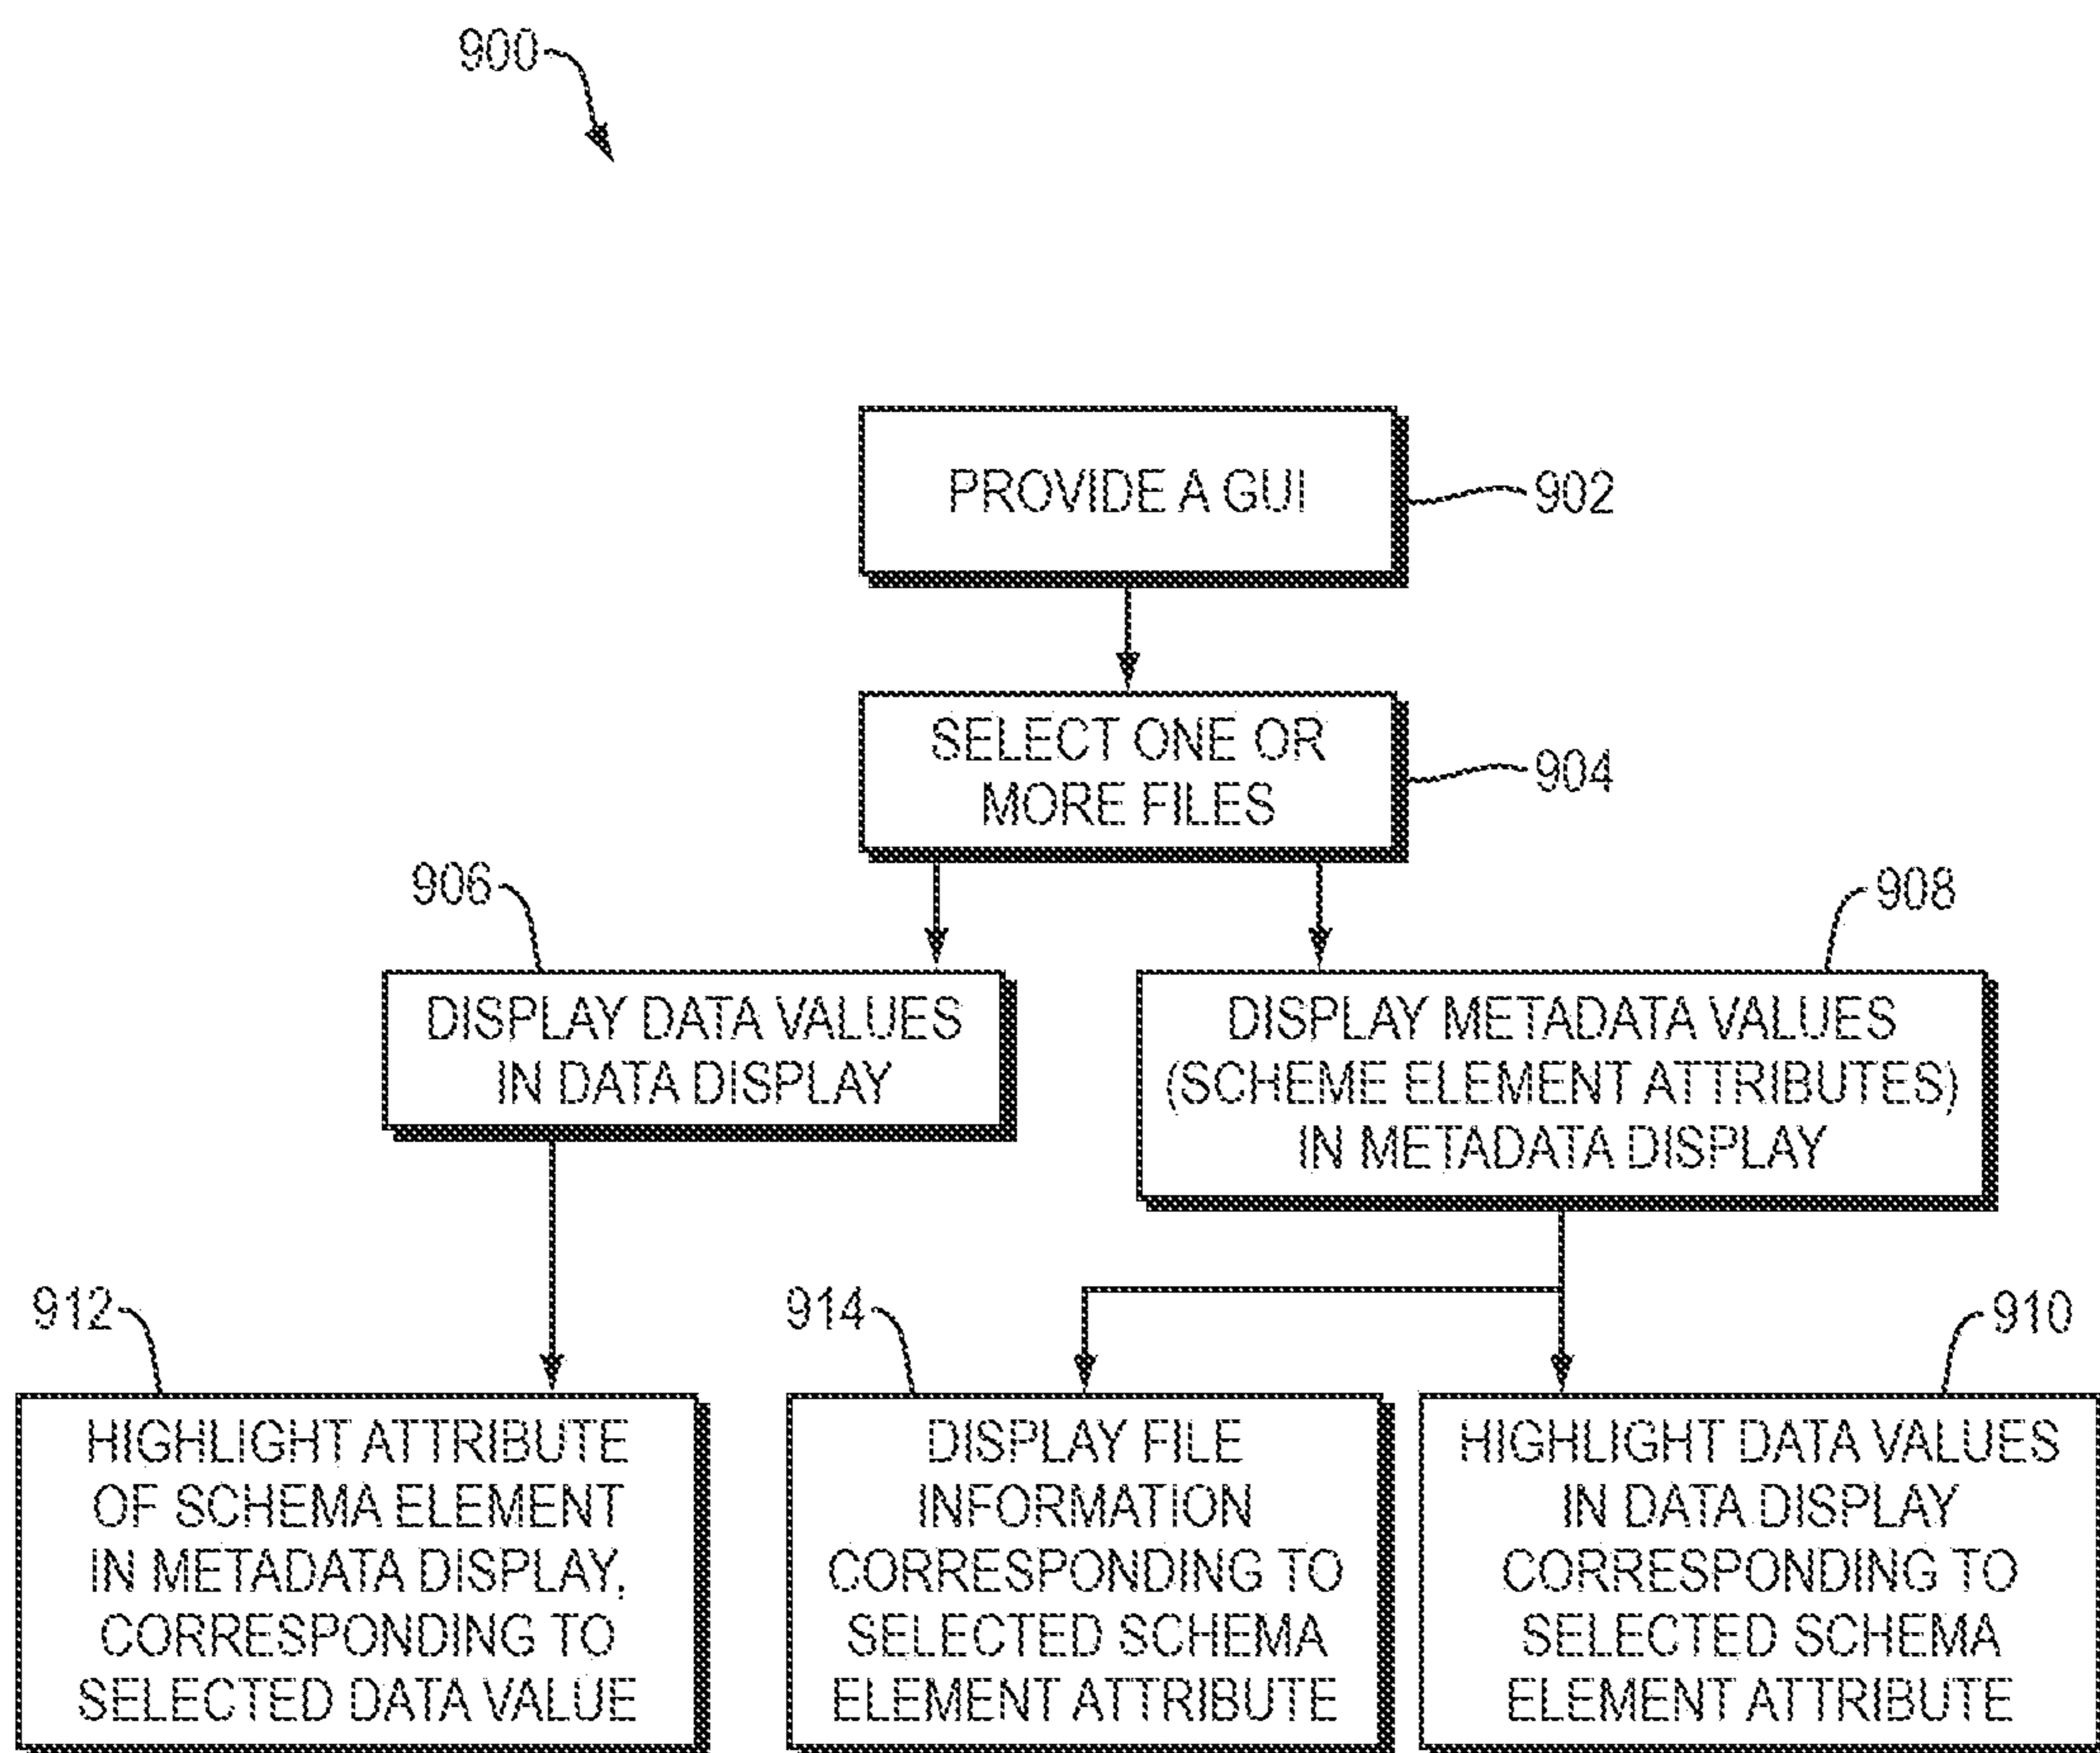 900
PROVIDE A GUI
902
SELECT ONE OR
MORE FILES
904
906
908
DISPLAY DATA VALUES
IN DATA DISPLAY
DISPLAY METADATA VALUES
(SCHEME ELEMENT ATTRIBUTES)
IN METADATA DISPLAY
912
914
910
HIGHLIGHT ATTRIBUTE
OF SCHEMA ELEMENT
IN METADATA DISPLAY,
CORRESPONDING TO
SELECTED DATA VALUE
DISPLAY FILE
INFORMATION
CORRESPONDING TO
SELECTED SCHEMA
ELEMENT ATTRIBUTE
HIGHLIGHT DATA VALUES
IN DATA DISPLAY
CORRESPONDING TO
SELECTED SCHEMA
ELEMENT ATTRIBUTE